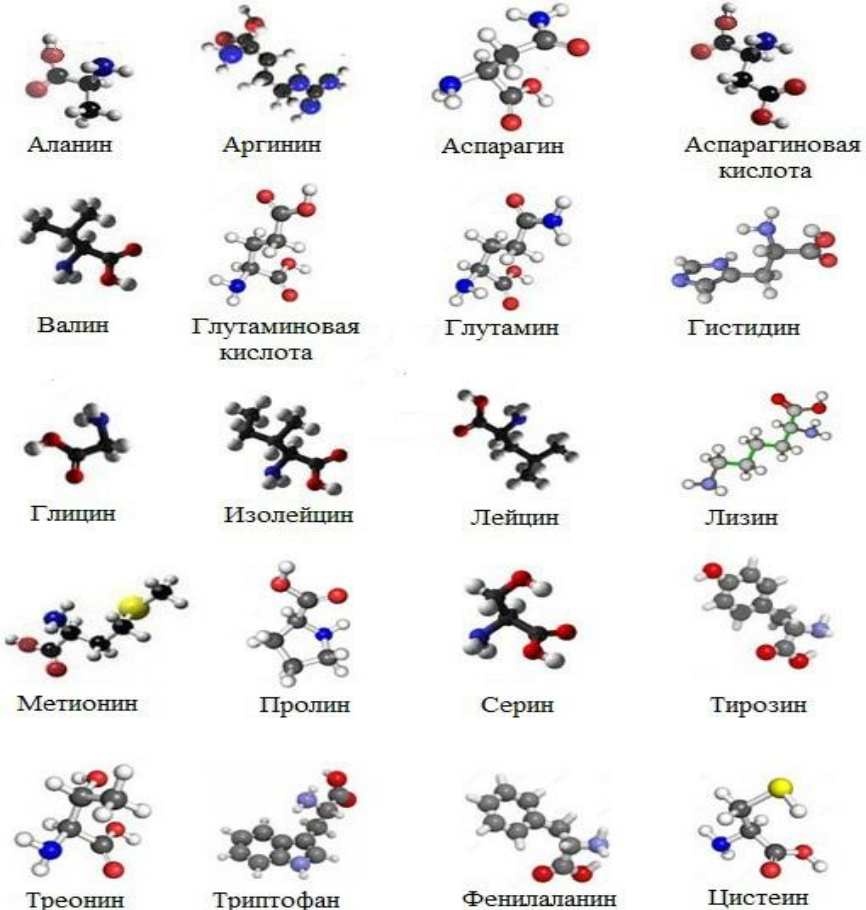 Аланин
Аргинин
Аспарагин
Аспарагиновая
кислота
Валин
Глутаминовая
кислота
Глутамин
Гистидин
Глицин
Изолейцин
Лейцин
Лизин
Метионин
Пролин
Серин
Тирозин
Треонин
Триптофан
Фенилаланин
Цистеин